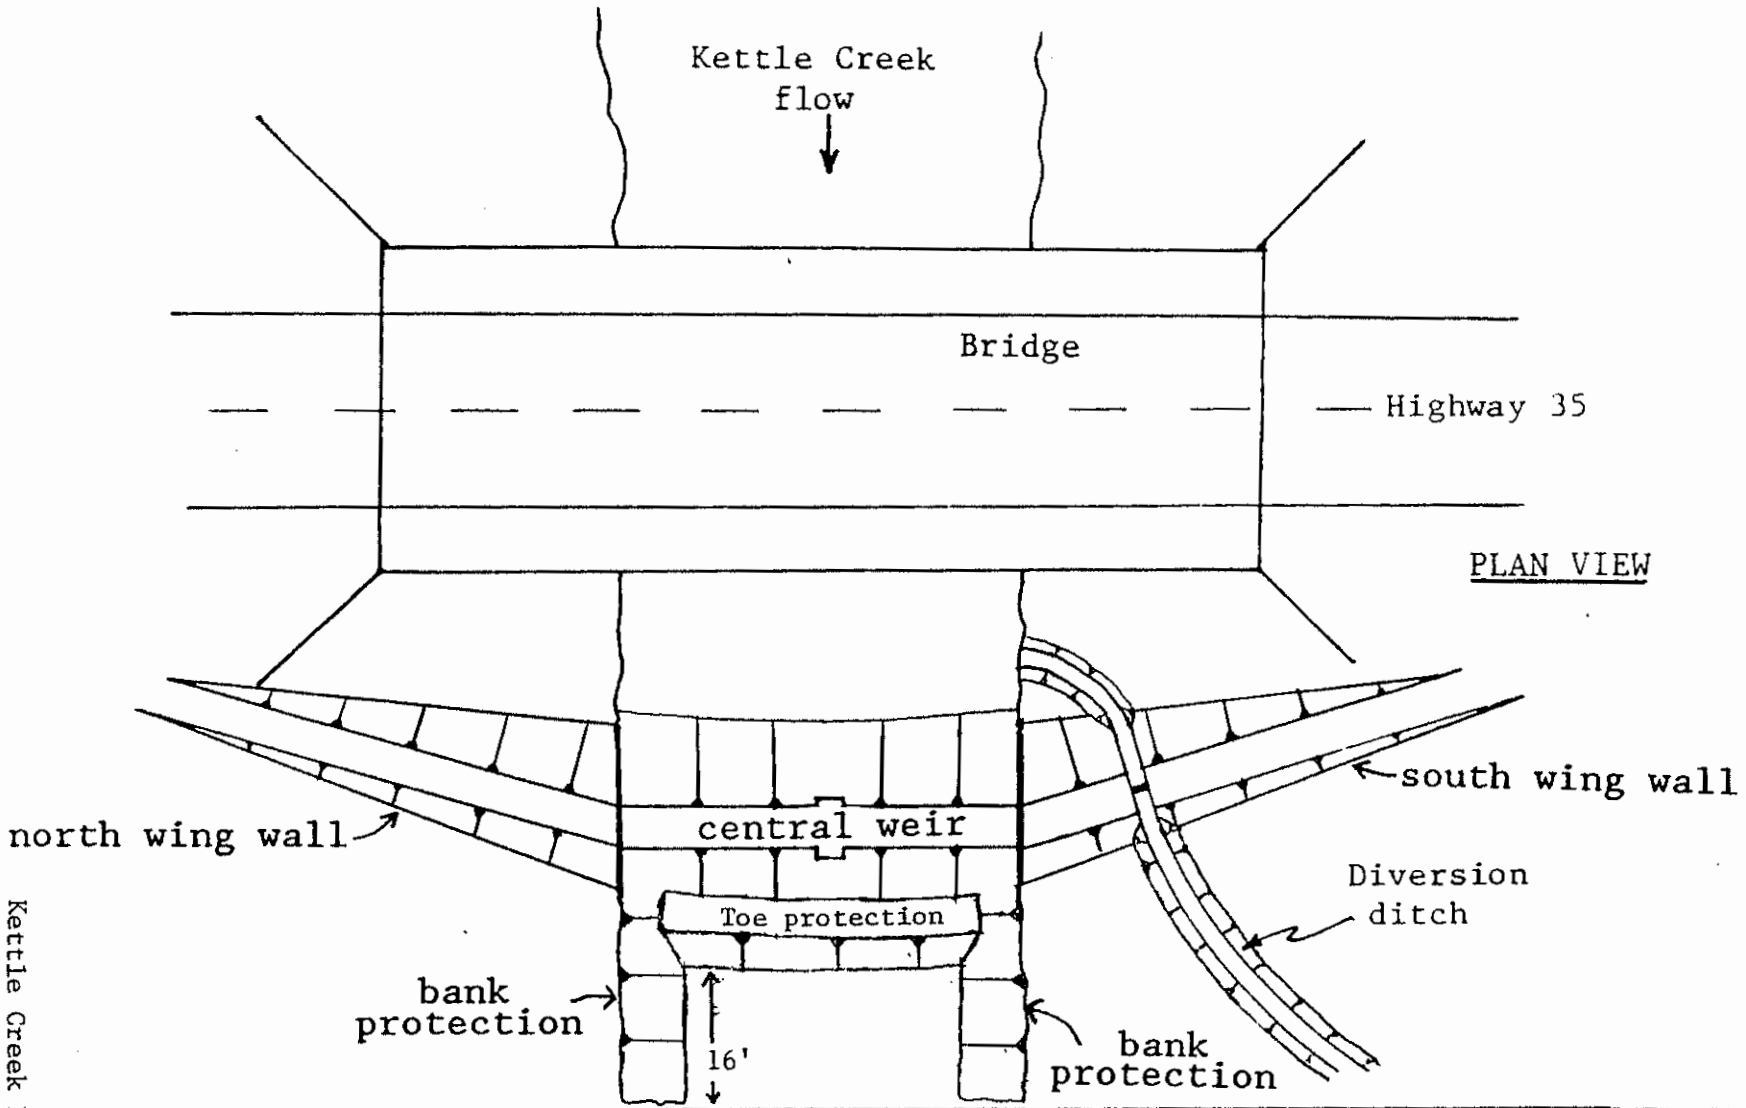 Kettle Creek
flow
Bridge
Highway 35
PLAN VIEW
south wing wall
central weir
north wing wall
Diversion
ditch
Toe protection
bank
protection
16'
bank
protection
Kettle Creek